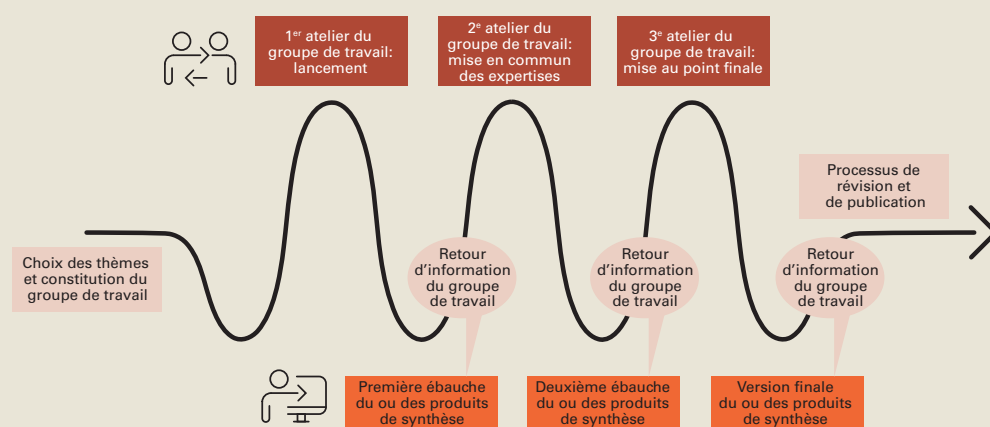 1er atelier du
groupe de travail:
lancement
2e atelier du
groupe de travail:
mise en commun
des expertises
3e atelier du
groupe de travail:
mise au point finale
Processus de
révision et
de publication
Choix des thèmes
et constitution du
groupe de travail
Retour
d’information
du groupe
de travail
Retour
d’information
du groupe
de travail
Retour
d’information
du groupe
de travail
Première ébauche
du ou des produits
de synthèse
Deuxième ébauche
du ou des produits
de synthèse
Version finale
du ou des produits
de synthèse